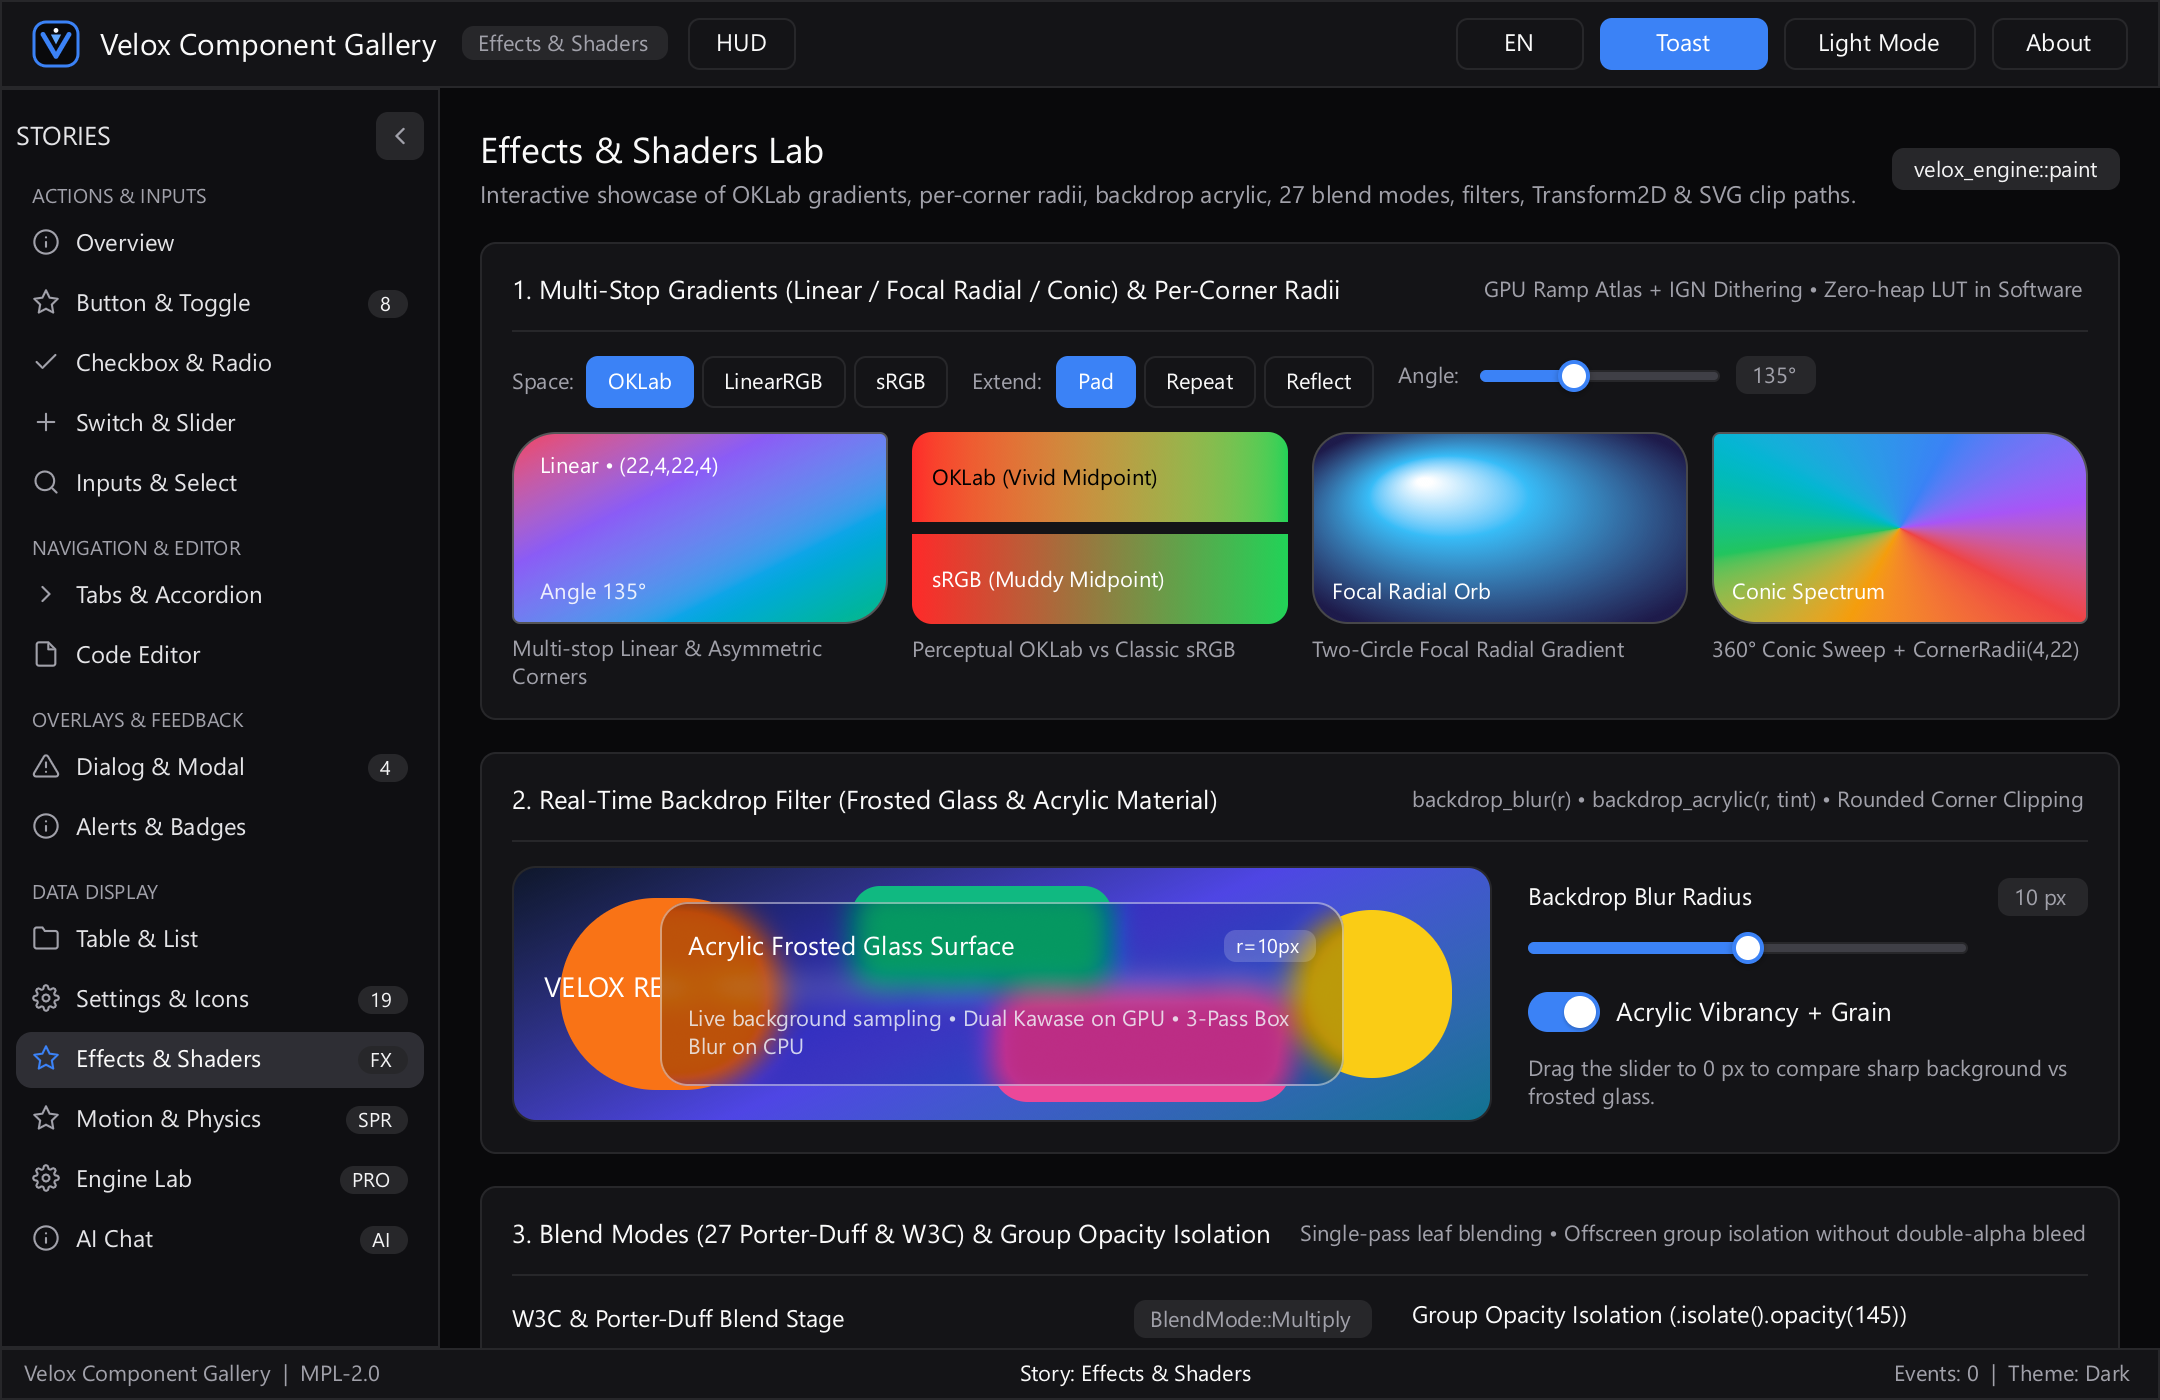 Velox Component Gallery
Effects & Shaders
HUD
EN
Toast
Light Mode
About
STORIES
ACTIONS & INPUTS
Overview
Button & Toggle
8
Checkbox & Radio
Switch & Slider
Inputs & Select
NAVIGATION & EDITOR
Tabs & Accordion
Code Editor
OVERLAYS & FEEDBACK
Dialog & Modal
4
Alerts & Badges
DATA DISPLAY
Table & List
Settings & Icons
19
Effects & Shaders
FX
Motion & Physics
SPR
Engine Lab
PRO
AI Chat
AI
Effects & Shaders Lab
Interactive showcase of OKLab gradients, per-corner radii, backdrop acrylic, 27 blend modes, filters, Transform2D & SVG clip paths.
velox_engine::paint
1. Multi-Stop Gradients (Linear / Focal Radial / Conic) & Per-Corner Radii
GPU Ramp Atlas + IGN Dithering • Zero-heap LUT in Software
Space:
OKLab
LinearRGB
sRGB
Extend:
Pad
Repeat
Reflect
Angle:
135°
Linear • (22,4,22,4)
Angle 135°
Multi-stop Linear & Asymmetric
Corners
OKLab (Vivid Midpoint)
sRGB (Muddy Midpoint)
Perceptual OKLab vs Classic sRGB
Focal Radial Orb
Two-Circle Focal Radial Gradient
Conic Spectrum
360° Conic Sweep + CornerRadii(4,22)
2. Real-Time Backdrop Filter (Frosted Glass & Acrylic Material)
backdrop_blur(r) • backdrop_acrylic(r, tint) • Rounded Corner Clipping
VELOX RE
Acrylic Frosted Glass Surface
r=10px
Live background sampling • Dual Kawase on GPU • 3-Pass Box
Blur on CPU
Backdrop Blur Radius
10 px
Acrylic Vibrancy + Grain
Drag the slider to 0 px to compare sharp background vs
frosted glass.
3. Blend Modes (27 Porter-Duff & W3C) & Group Opacity Isolation
Single-pass leaf blending • Offscreen group isolation without double-alpha bleed
W3C & Porter-Duff Blend Stage
BlendMode::Multiply
Group Opacity Isolation (.isolate().opacity(145))
Velox Component Gallery | MPL-2.0
Story: Effects & Shaders
Events: 0 | Theme: Dark